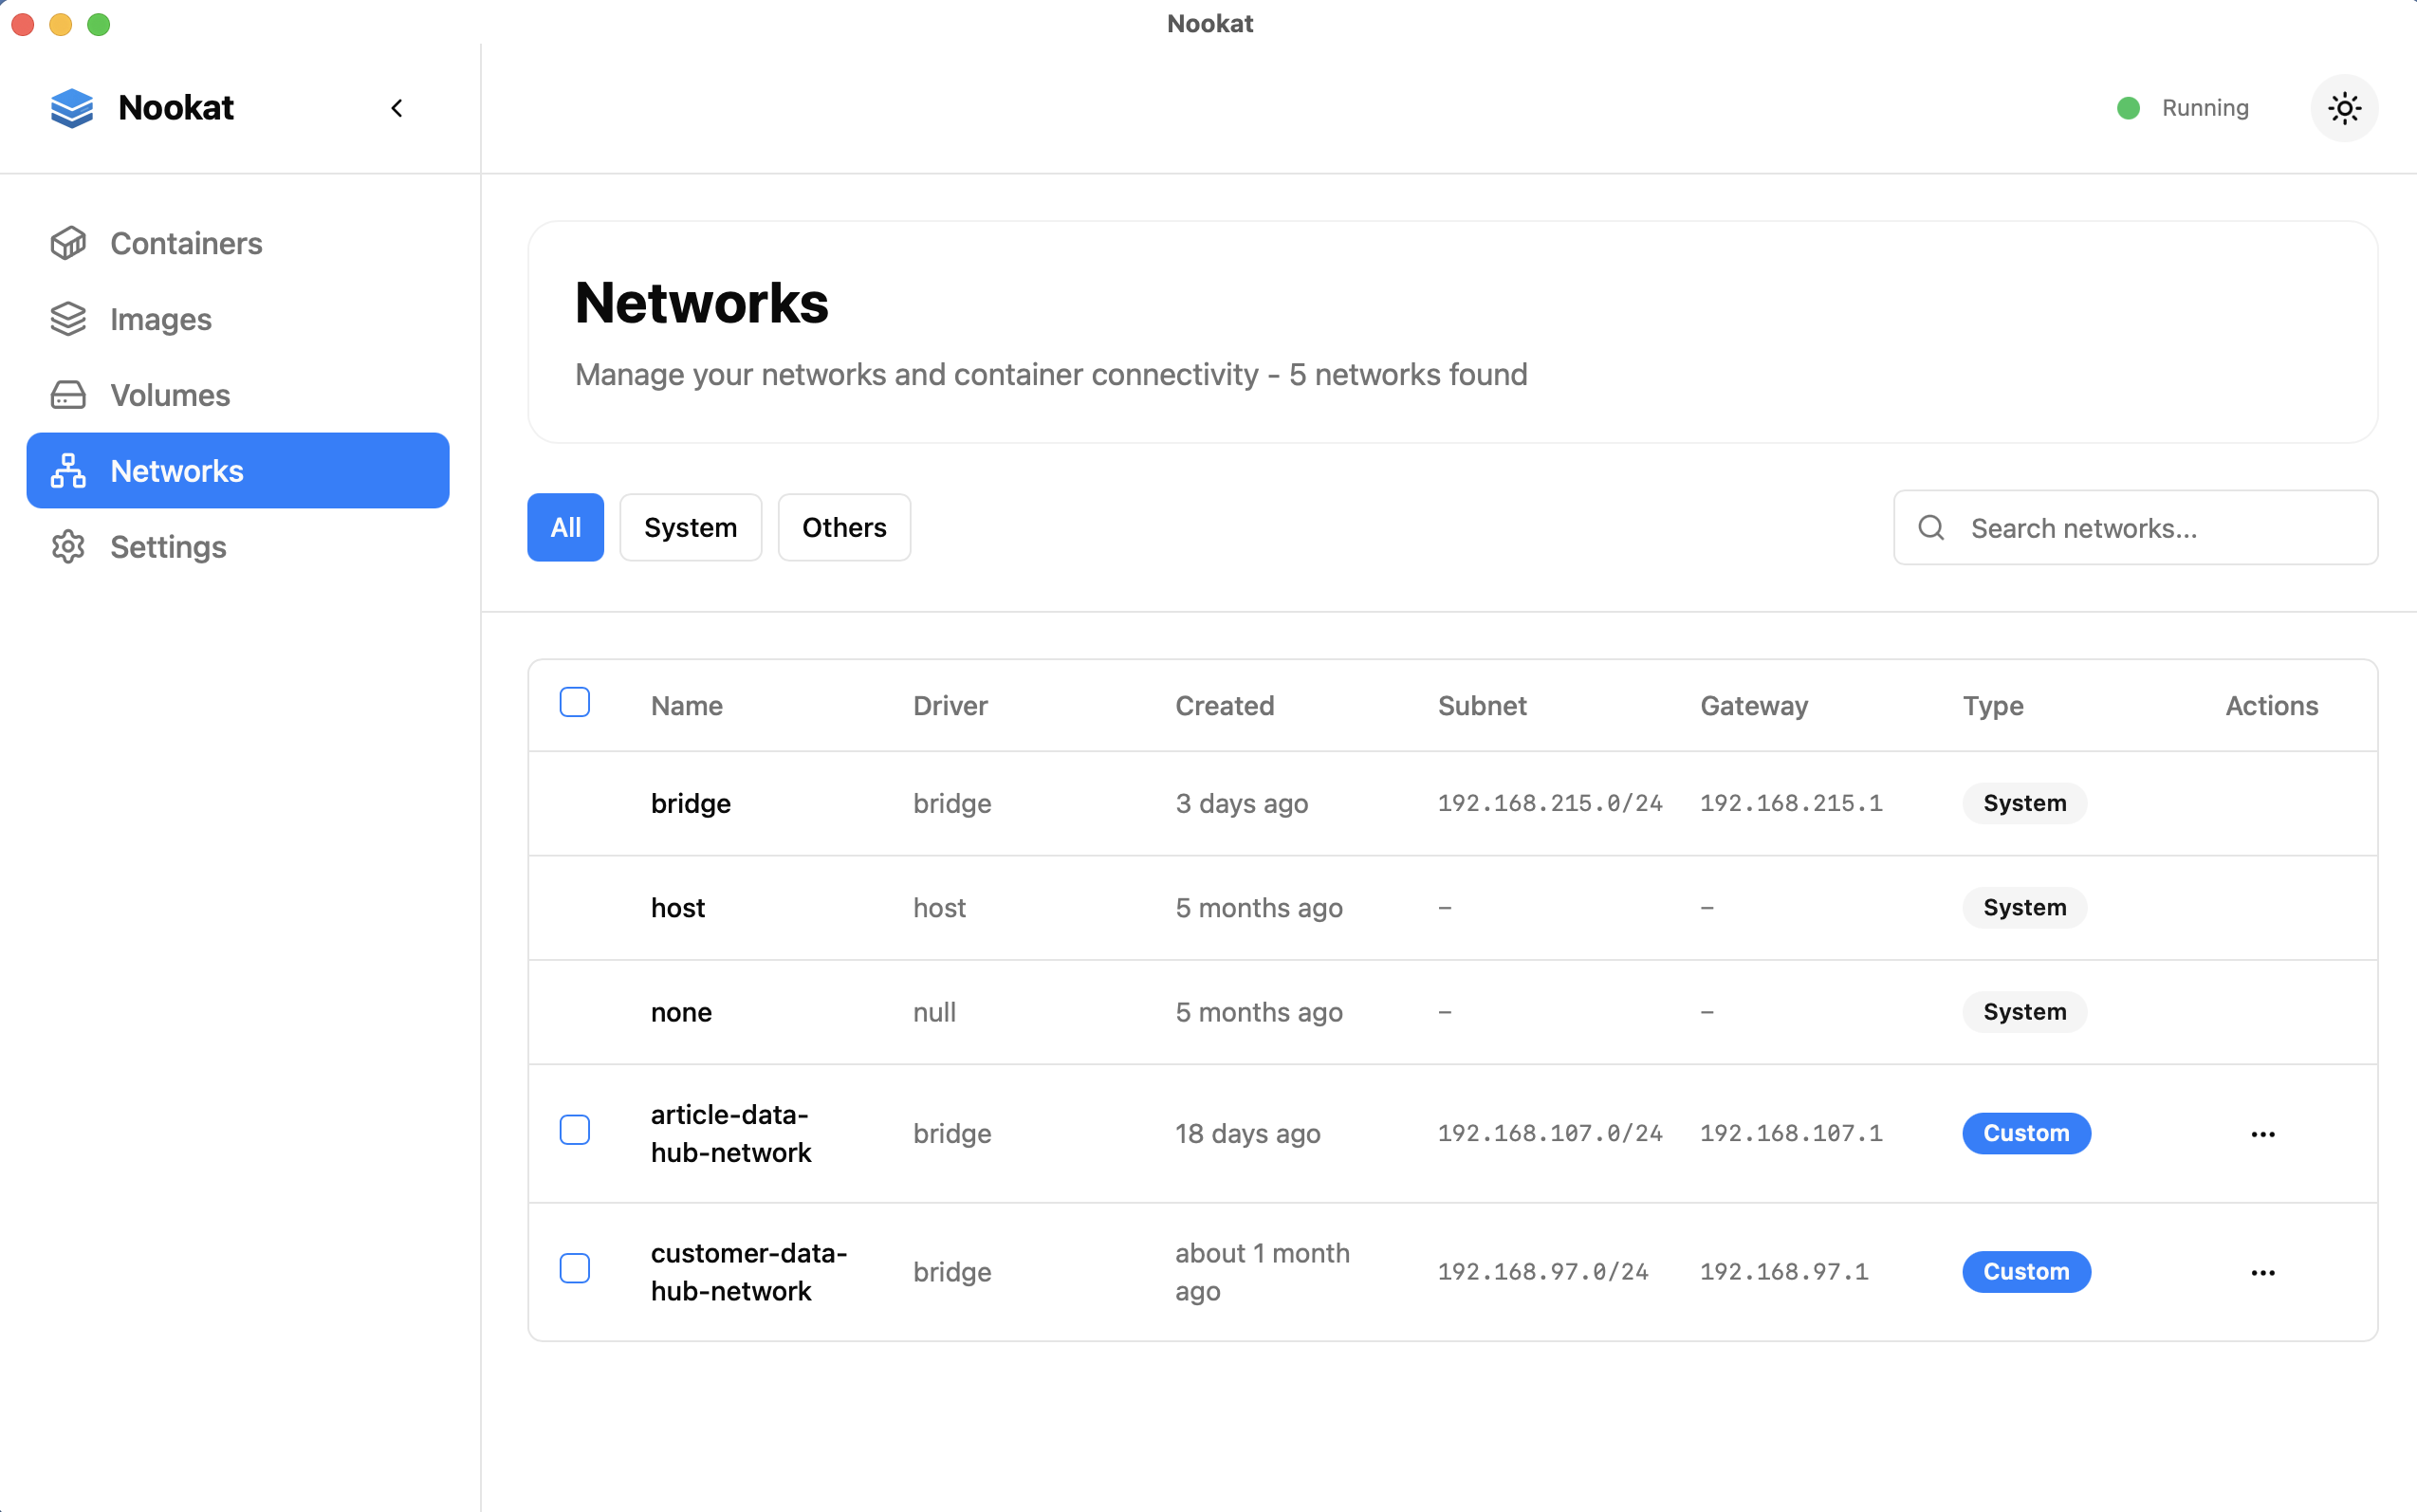 Nookat
Nookat
Running
Containers
Images
Volumes
Networks
Settings
Networks
Manage your networks and container connectivity - 5 networks found
All
System
Others
Search networks...
Name Driver Created Subnet Gateway Type Actions
bridge bridge 3 days ago 192.168.215.0/24 192.168.215.1 System
host host 5 months ago - - System
none null 5 months ago - - System
article-data-
hub-network
bridge 18 days ago 192.168.107.0/24 192.168.107.1 Custom
customer-data-
hub-network
bridge
about 1 month
ago
192.168.97.0/24 192.168.97.1 Custom